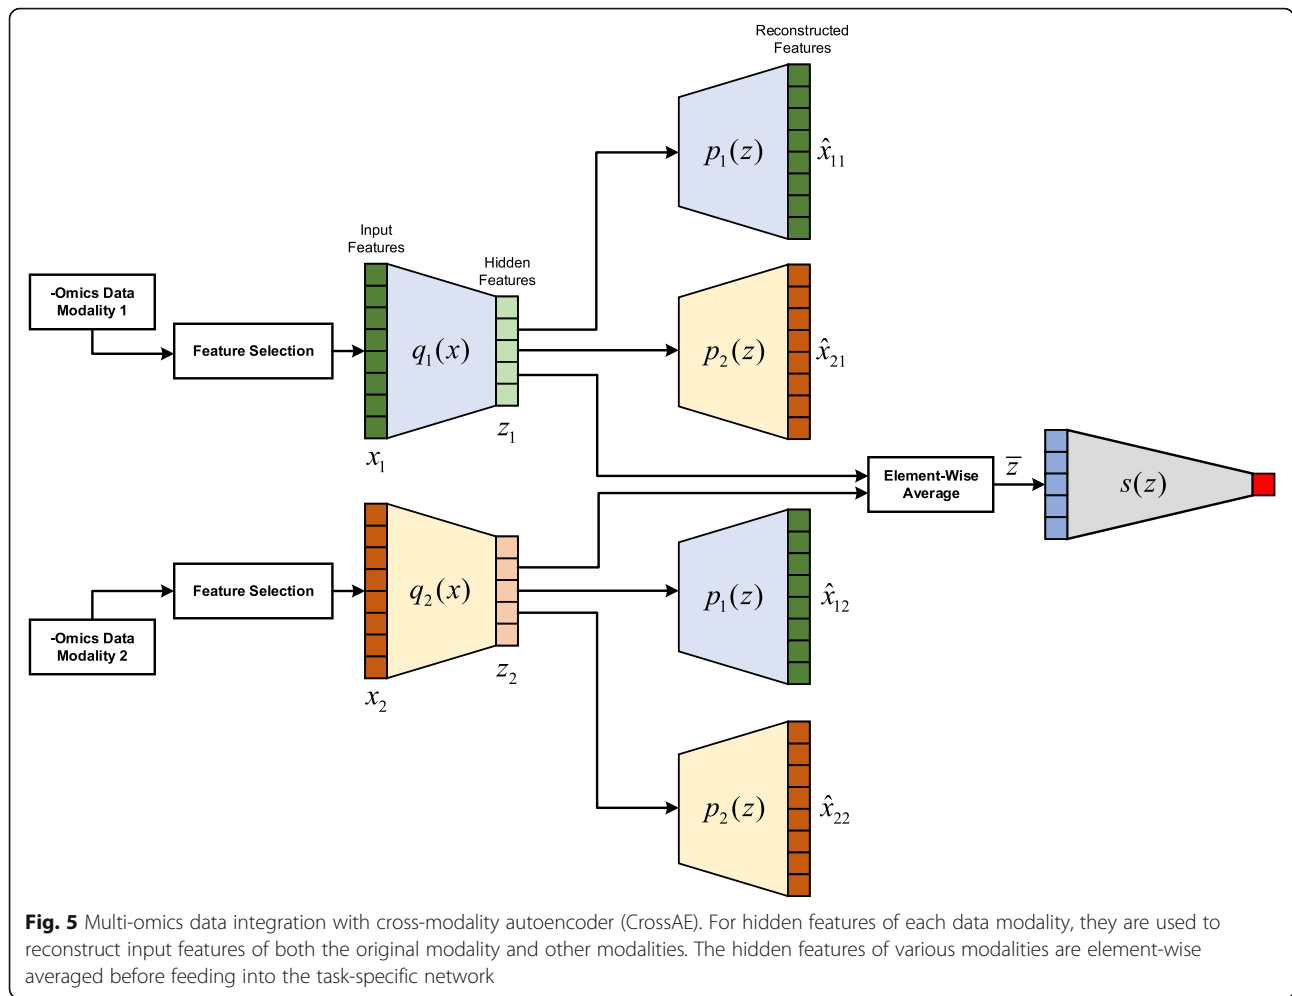 Reconstructed
Features
p₁(z)
x̂₁₁
Input
Features
Hidden
Features
-Omics Data
Modality 1
Feature Selection
q₁(x)
p₂(z)
x̂₂₁
z₁
x₁
Element-Wise
Average
z̄
s(z)
-Omics Data
Modality 2
Feature Selection
q₂(x)
z₂
x₂
p₁(z)
x̂₁₂
p₂(z)
x̂₂₂
Fig. 5 Multi-omics data integration with cross-modality autoencoder (CrossAE). For hidden features of each data modality, they are used to
reconstruct input features of both the original modality and other modalities. The hidden features of various modalities are element-wise
averaged before feeding into the task-specific network